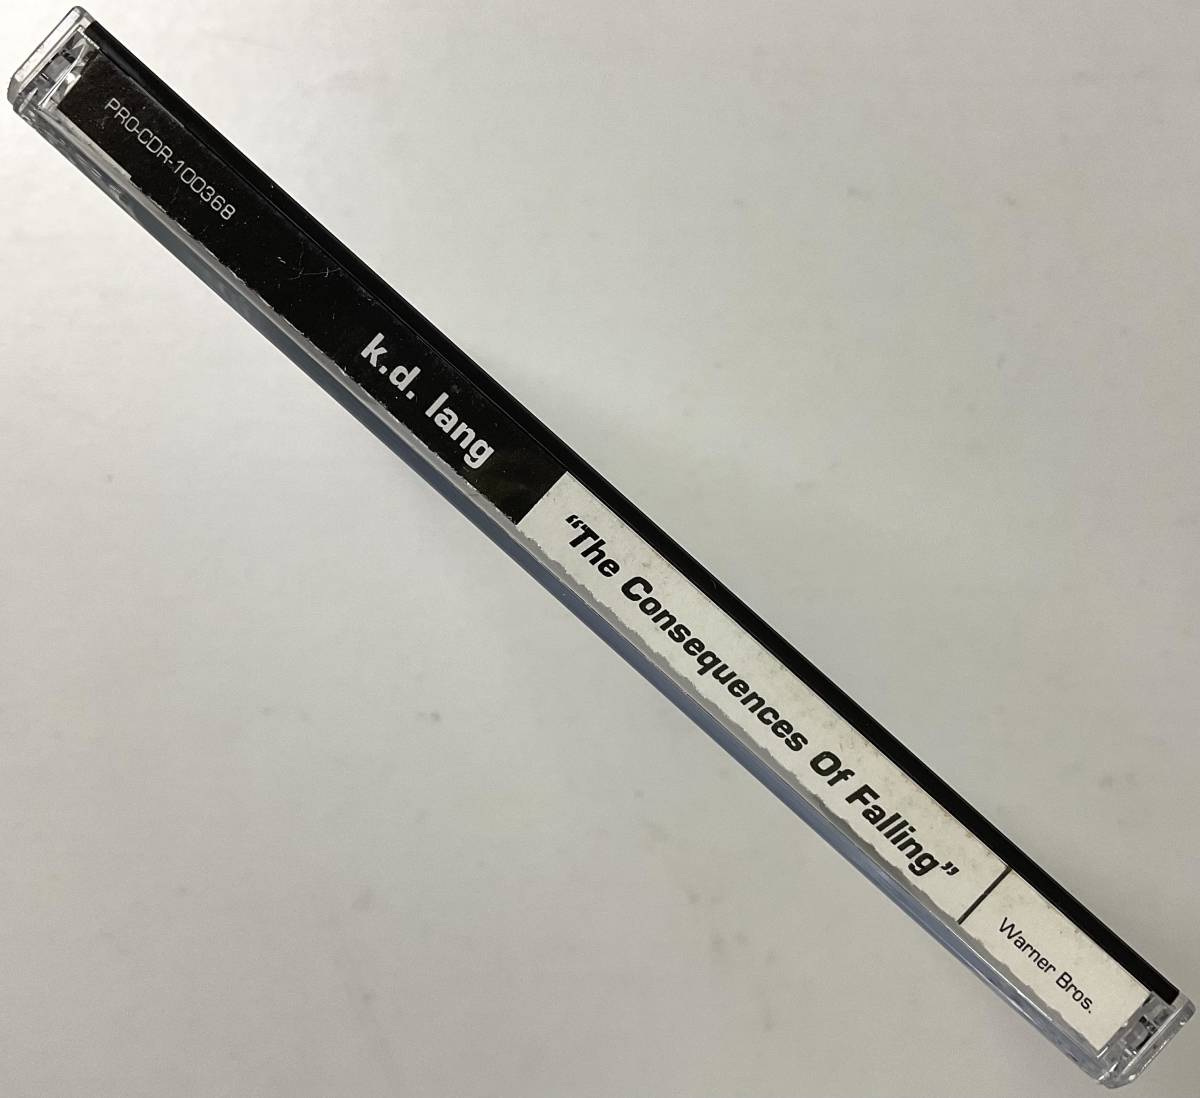 PRO-CDR-100368
k.d. lang
“The Consequences Of Falling”
Warner Bros.